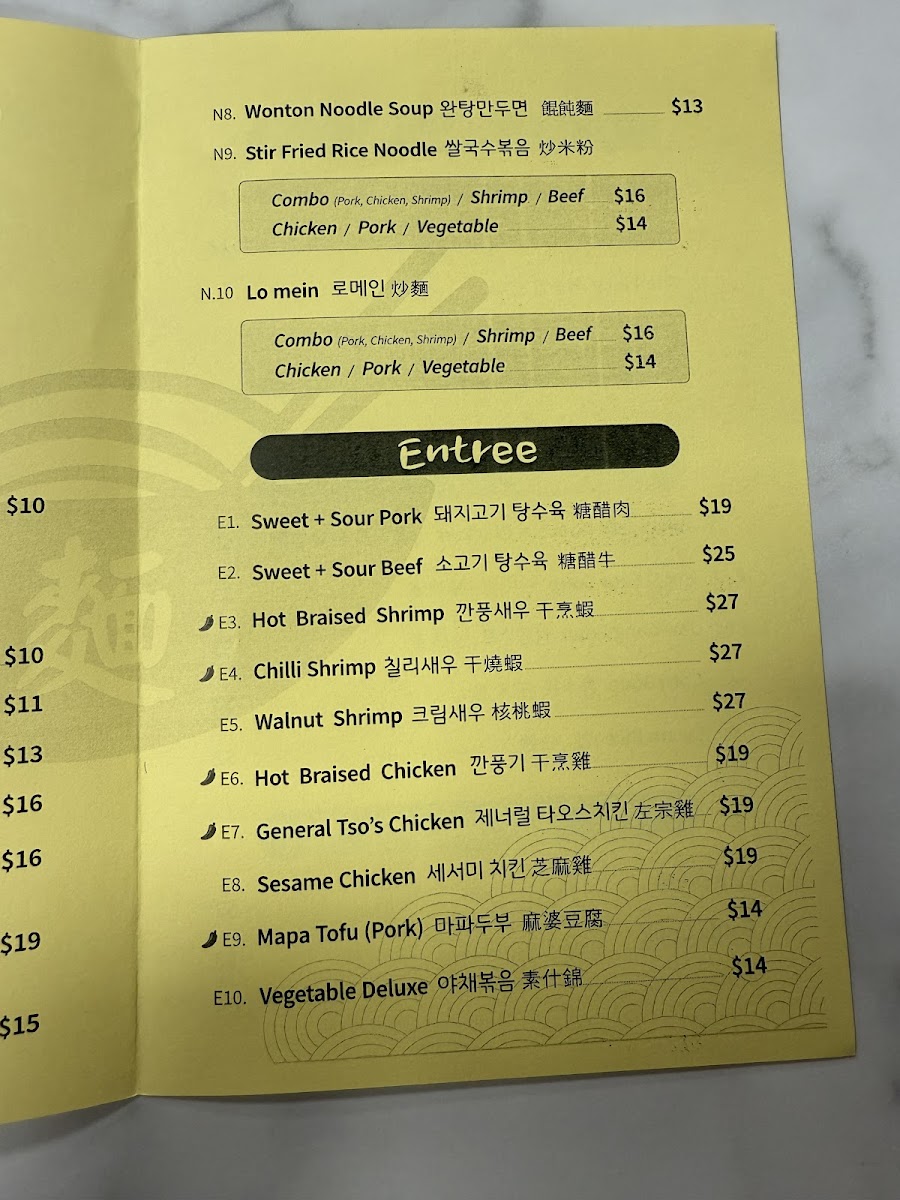 N8. Wonton Noodle Soup 완탕만두면 餛飩麵 $13
N9. Stir Fried Rice Noodle 쌀국수볶음 炒米粉
Combo (Pork, Chicken, Shrimp) / Shrimp / Beef $16
Chicken / Pork / Vegetable $14
N.10 Lo mein 로메인 炒麵
Combo (Pork, Chicken, Shrimp) / Shrimp / Beef $16
Chicken / Pork / Vegetable $14
Entree
E1. Sweet + Sour Pork 돼지고기 탕수육 糖醋肉 $19
E2. Sweet + Sour Beef 소고기 탕수육 糖醋牛 $25
E3. Hot Braised Shrimp 깐풍새우 干烹蝦 $27
E4. Chilli Shrimp 칠리새우 干燒蝦 $27
E5. Walnut Shrimp 크림새우 核桃蝦 $27
E6. Hot Braised Chicken 깐풍기 干烹雞 $19
E7. General Tso's Chicken 제너럴 타오스치킨 左宗雞 $19
E8. Sesame Chicken 세서미 치킨 芝麻雞 $19
E9. Mapa Tofu (Pork) 마파두부 麻婆豆腐 $14
E10. Vegetable Deluxe 야채볶음 素什錦 $14
$10
麵
$10
$11
$13
$16
$16
$19
$15